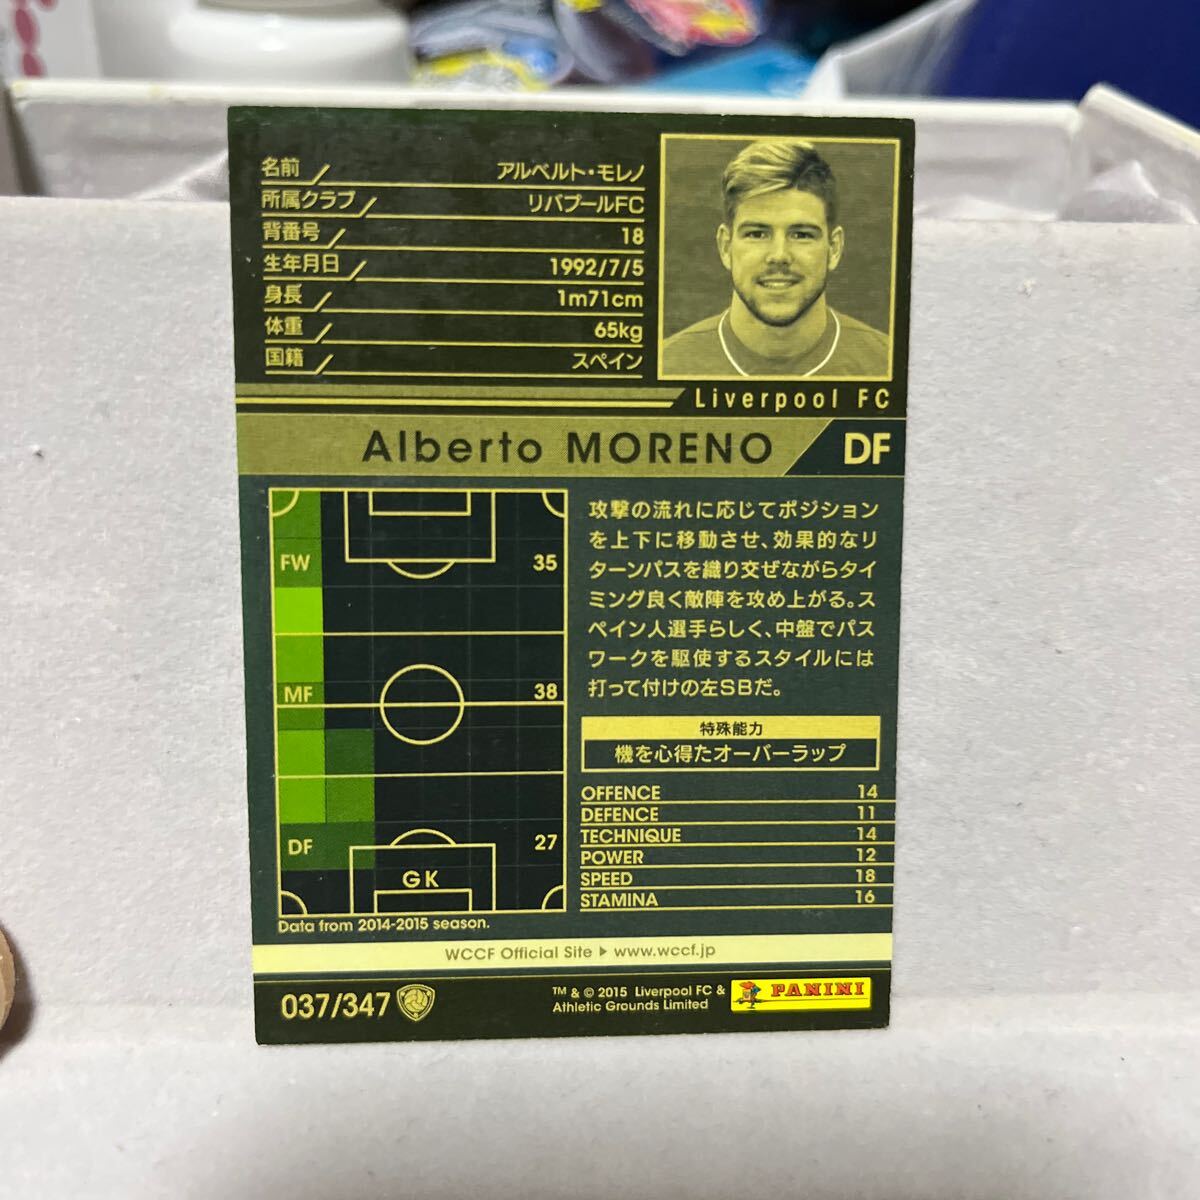 名前 アルベルト・モレノ
所属クラブ リバプールFC
背番号 18
生年月日 1992/7/5
身長 1m71cm
体重 65kg
国籍 スペイン
Liverpool FC
Alberto MORENO DF
FW 35
MF 38
DF 27
GK
Data from 2014-2015 season.
攻撃の流れに応じてポジション
を上下に移動させ、効果的なリ
ターンパスを織り交ぜながらタイ
ミング良く敵陣を攻め上がる。ス
ペイン人選手らしく、中盤でパス
ワークを駆使するスタイルには
打って付けの左SBだ。
特殊能力
機を心得たオーバーラップ
OFFENCE 14
DEFENCE 11
TECHNIQUE 14
POWER 12
SPEED 18
STAMINA 16
WCCF Official Site ▶ www.wccf.jp
037/347
™ & © 2015 Liverpool FC &
Athletic Grounds Limited
PANINI